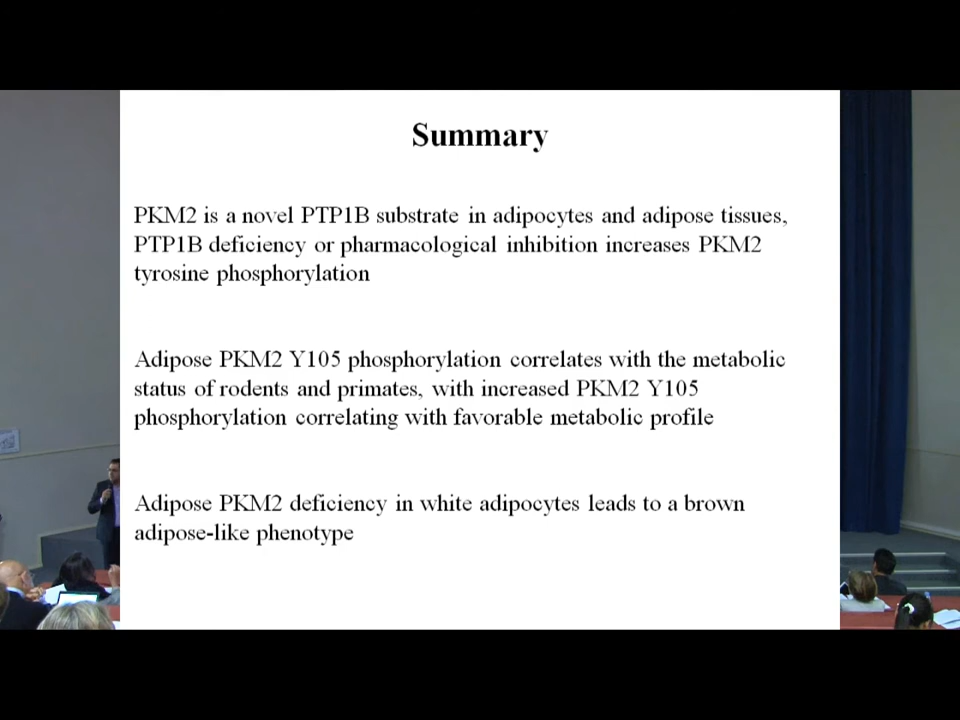 Summary
PKM2 is a novel PTP1B substrate in adipocytes and adipose tissues,
PTP1B deficiency or pharmacological inhibition increases PKM2
tyrosine phosphorylation
Adipose PKM2 Y105 phosphorylation correlates with the metabolic
status of rodents and primates, with increased PKM2 Y105
phosphorylation correlating with favorable metabolic profile
Adipose PKM2 deficiency in white adipocytes leads to a brown
adipose-like phenotype